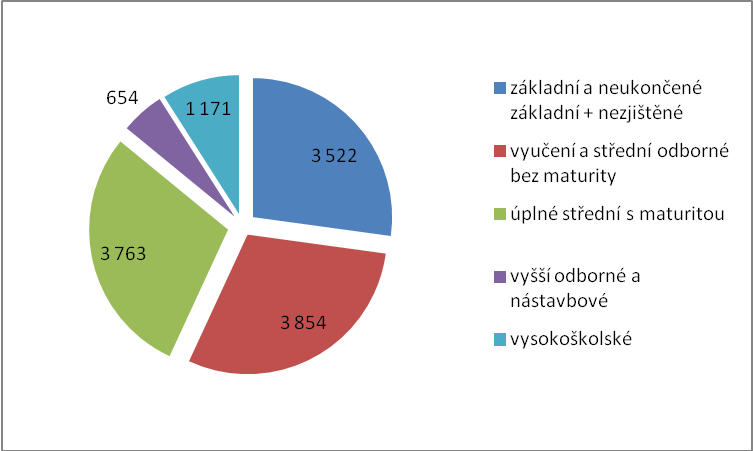 654
1 171
3 522
3 763
3 854
základní a neukončené
základní + nezjištěné
vyučení a střední odborné
bez maturity
úplné střední s maturitou
vyšší odborné a
nástavbové
vysokoškolské